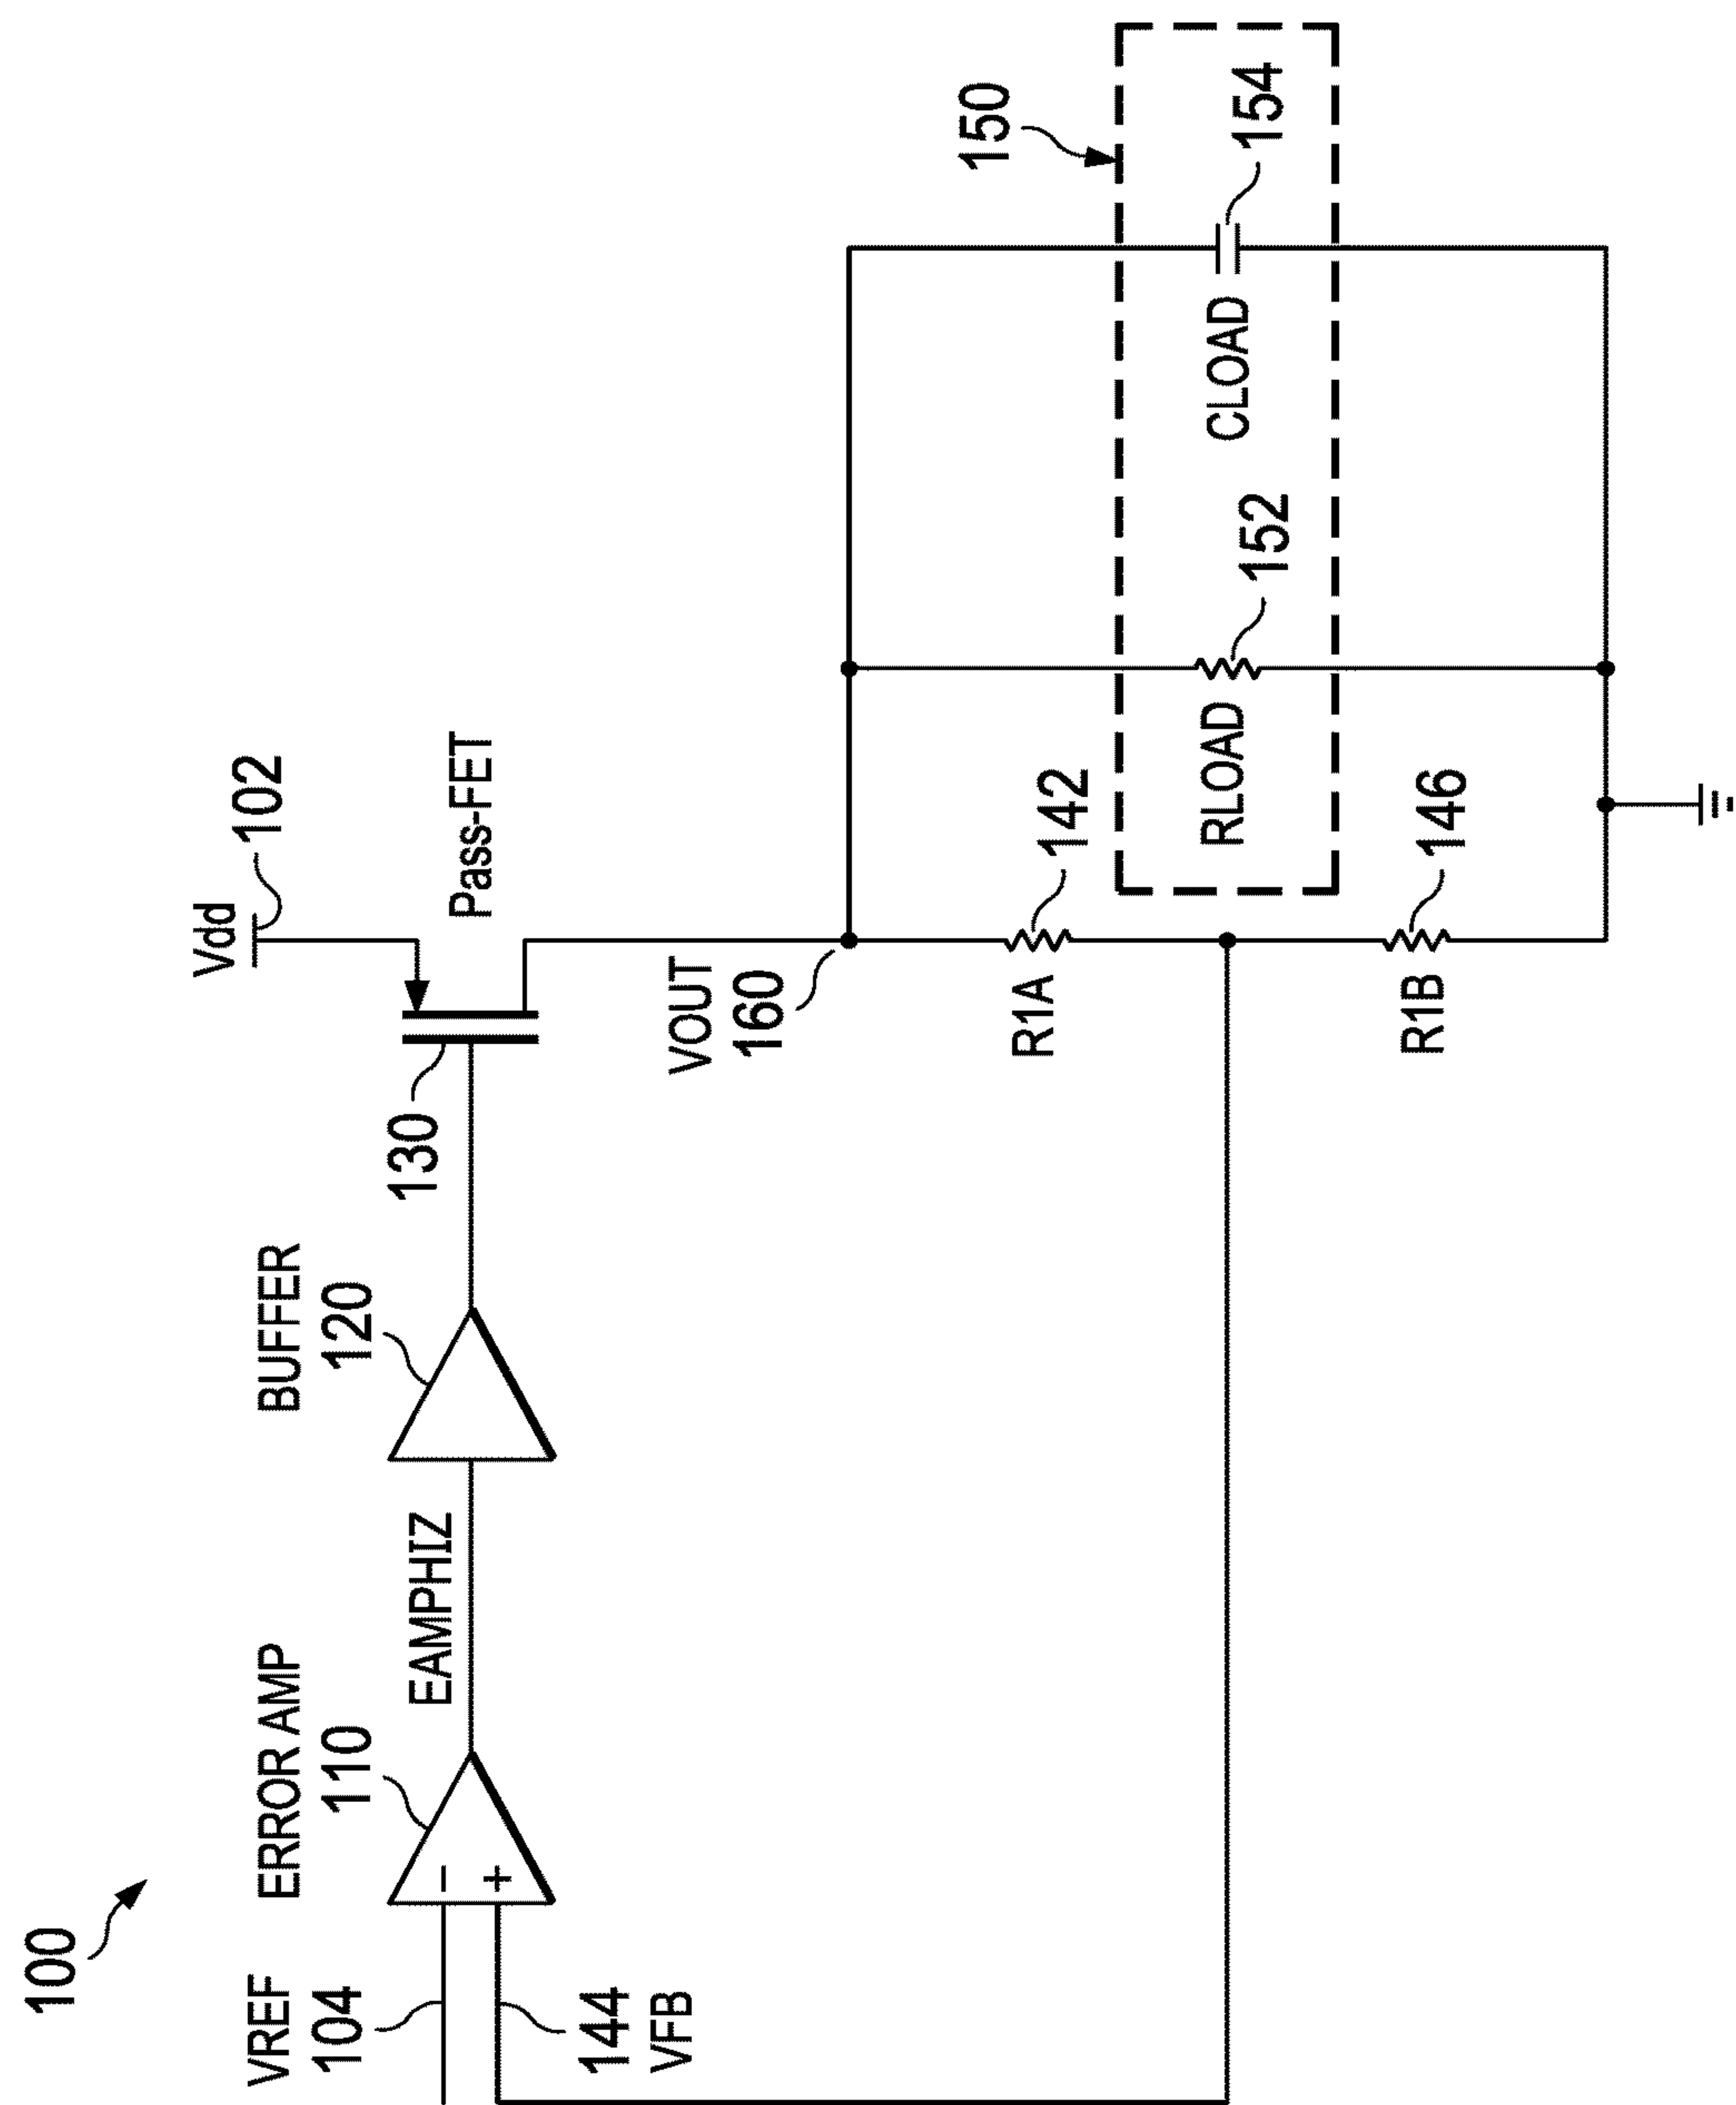 100
VREF
104
144
VFB
ERROR AMP
110
-
+
EAMPHIZ
BUFFER
120
130
Vdd
102
Pass-FET
VOUT
160
R1A
142
R1B
146
150
RLOAD
152
CLOAD
154